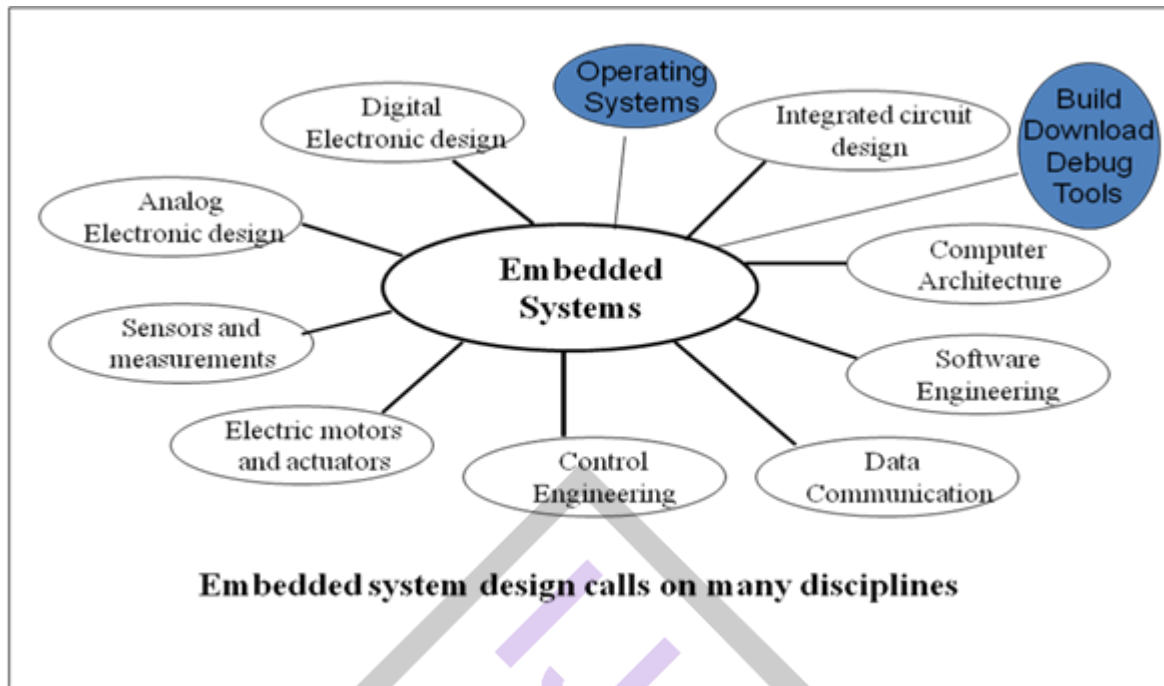 Operating
Systems
Build
Download
Debug
Tools
Digital
Electronic design
Integrated circuit
design
Analog
Electronic design
Computer
Architecture
Embedded
Systems
Sensors and
measurements
Software
Engineering
Electric motors
and actuators
Control
Engineering
Data
Communication
Embedded system design calls on many disciplines